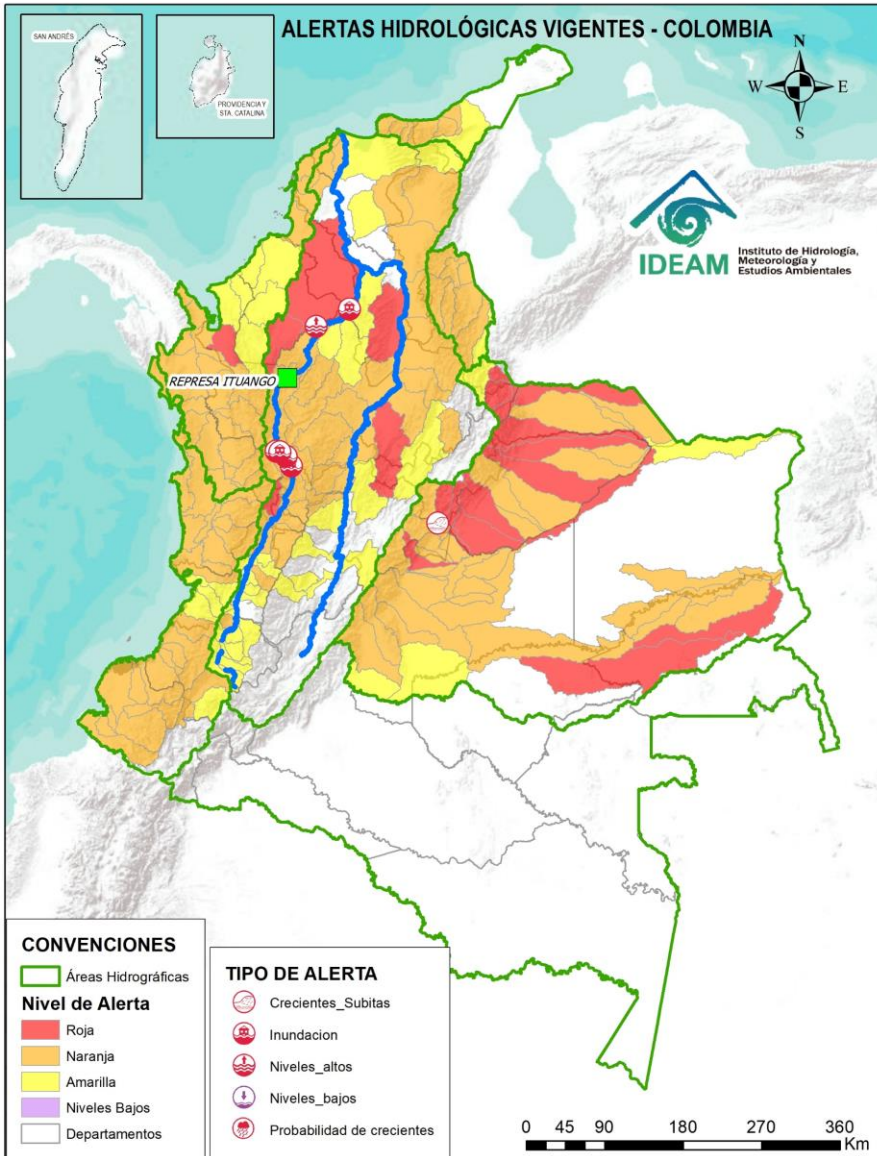 ALERTAS HIDROLÓGICAS VIGENTES - COLOMBIA
SAN ANDRÉS
PROVIDENCIA Y
STA. CATALINA
N
W
E
S
IDEAM
Instituto de Hidrología,
Meteorología y
Estudios Ambientales
REPRESA ITUANGO
CONVENCIONES
Áreas Hidrográficas
Nivel de Alerta
Roja
Naranja
Amarilla
Niveles Bajos
Departamentos
TIPO DE ALERTA
Crecientes_Subitas
Inundacion
Niveles_altos
Niveles_bajos
Probabilidad de crecientes
0 45 90 180 270 360
Km